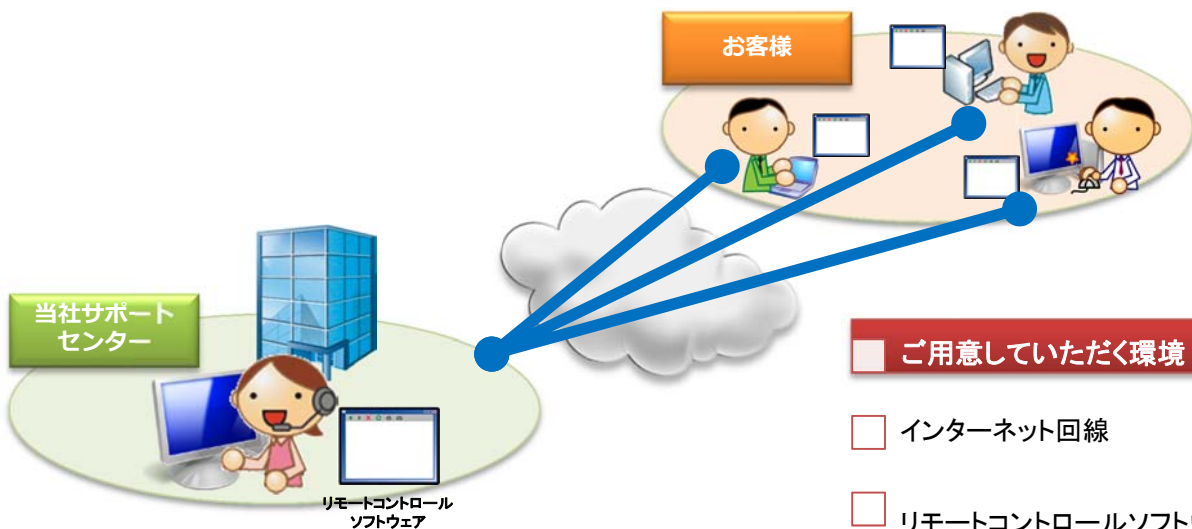 お客様
当社サポート
センター
リモートコントロール
ソフトウェア
ご用意していただく環境
インターネット回線
リモートコントロールソフト